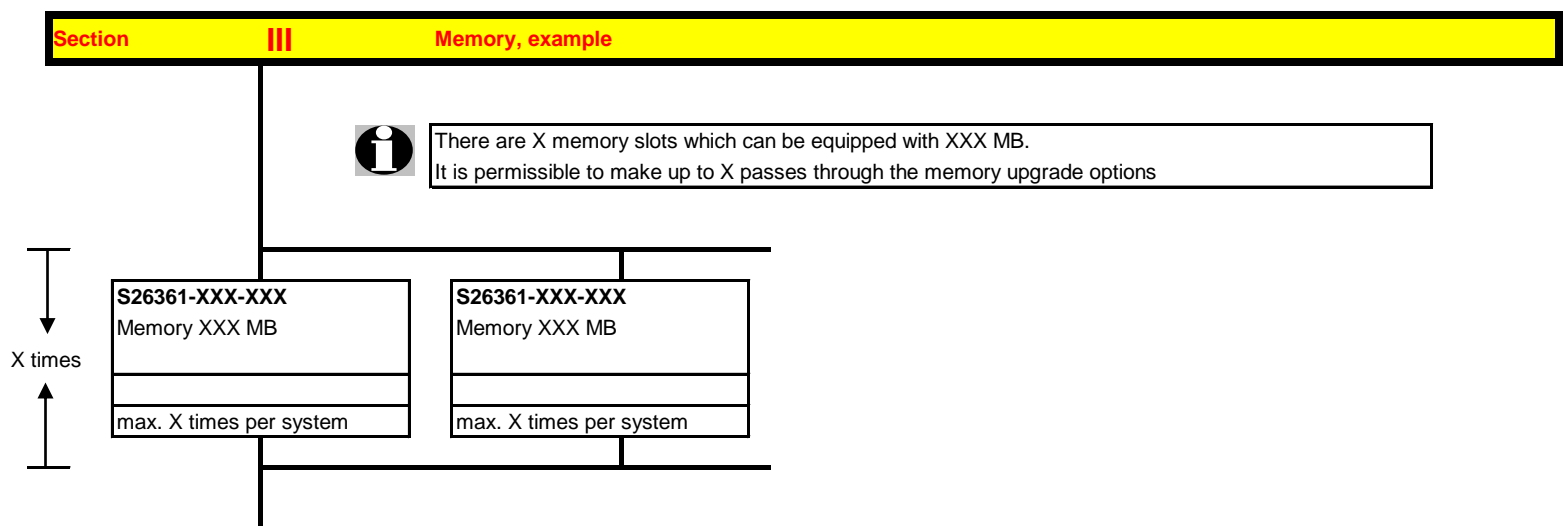 Section III Memory, example
There are X memory slots which can be equipped with XXX MB.
It is permissible to make up to X passes through the memory upgrade options
S26361-XXX-XXX
Memory XXX MB
max. X times per system
S26361-XXX-XXX
Memory XXX MB
max. X times per system
X times